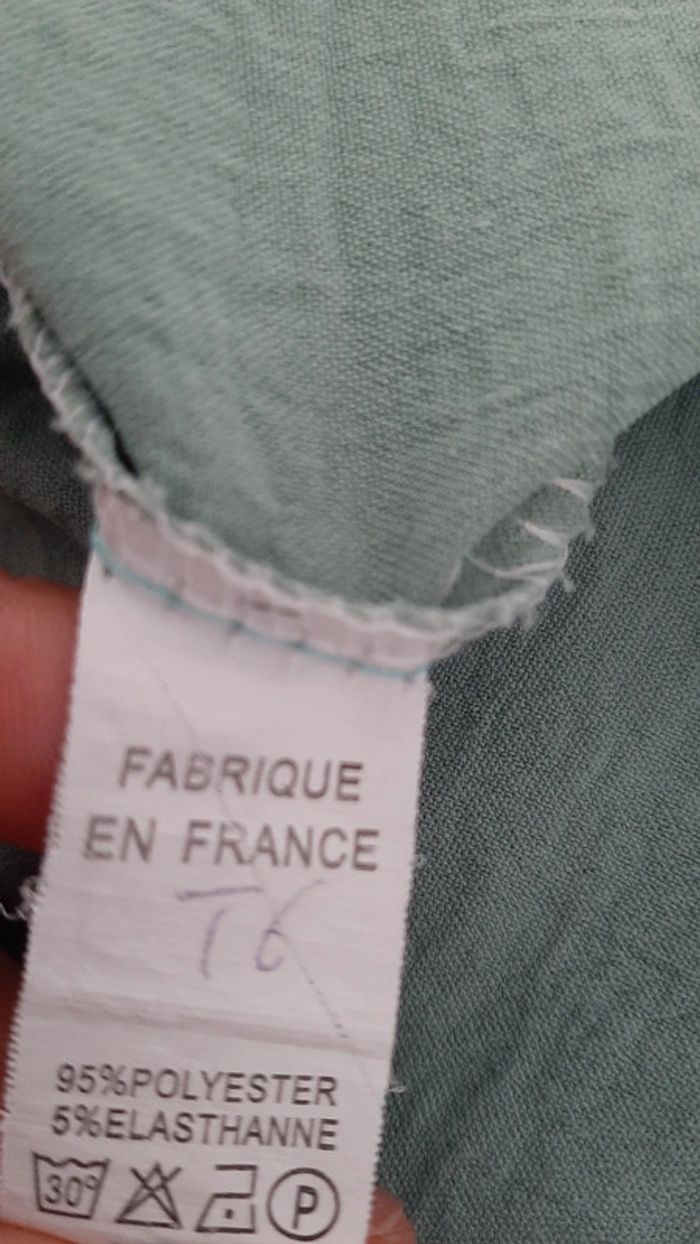 FABRIQUE
EN FRANCE
T6
95%POLYESTER
5%ELASTHANNE
30°
P